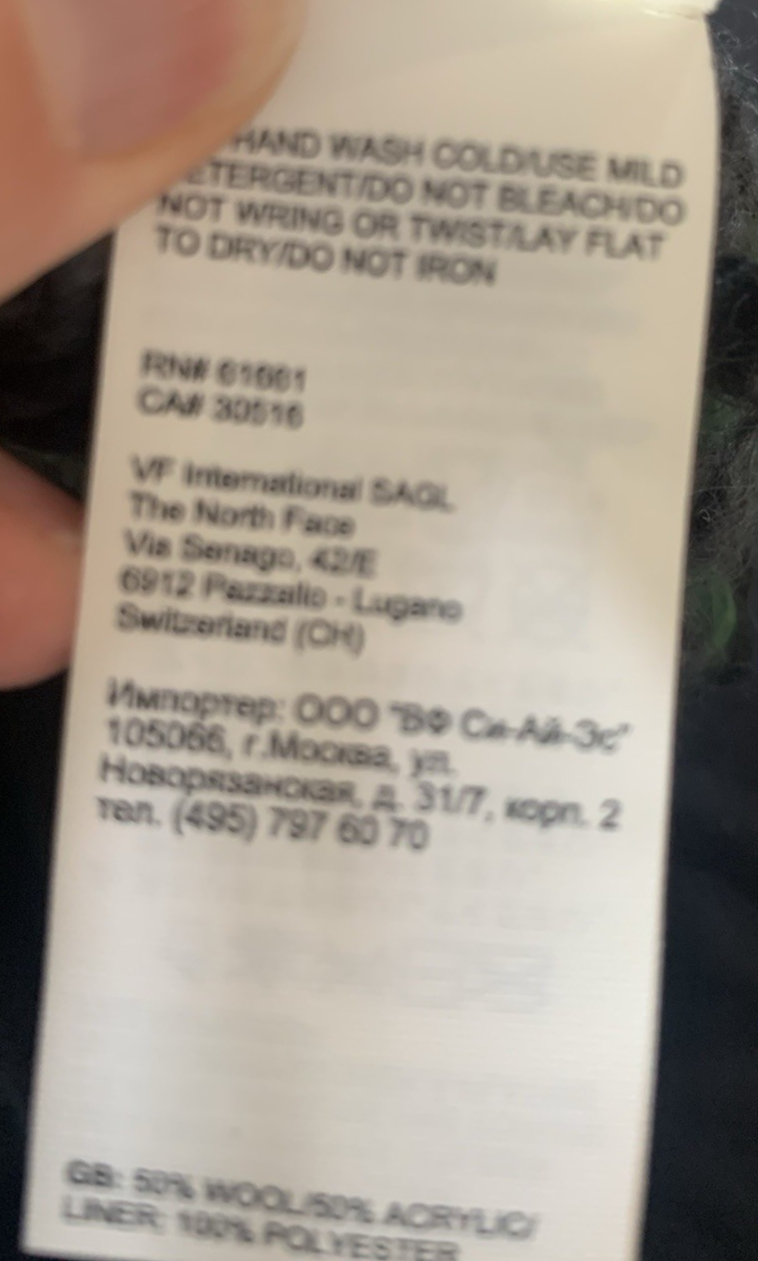 HAND WASH COLD/USE MILD
ETERGENT/DO NOT BLEACH/DO
NOT WRING OR TWIST/LAY FLAT
TO DRY/DO NOT IRON
RN# 61661
CA# 30516
VF International SAGL
The North Face
Via Senago, 42/E
6912 Pazzallo - Lugano
Switzerland (CH)
Импортер: ООО "ВФ Си-Ай-Эс"
105066, г.Москва, ул.
Новорязанская, д. 31/7, корп. 2
тел. (495) 797 60 70
GB: 50% WOOL/50% ACRYLIC/
LINER: 100% POLYESTER